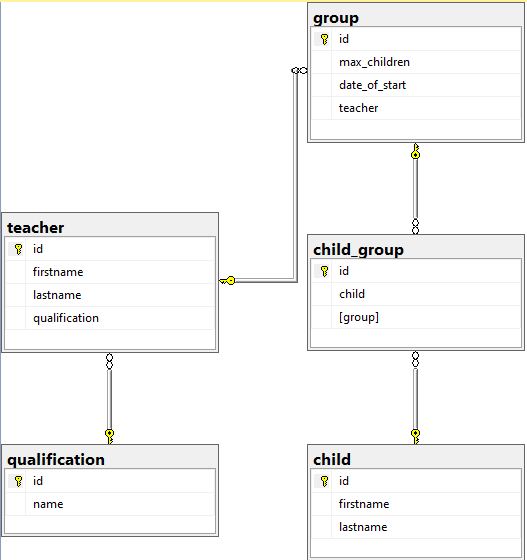 group
id
max_children
date_of_start
teacher
teacher
id
firstname
lastname
qualification
child_group
id
child
[group]
qualification
id
name
child
id
firstname
lastname